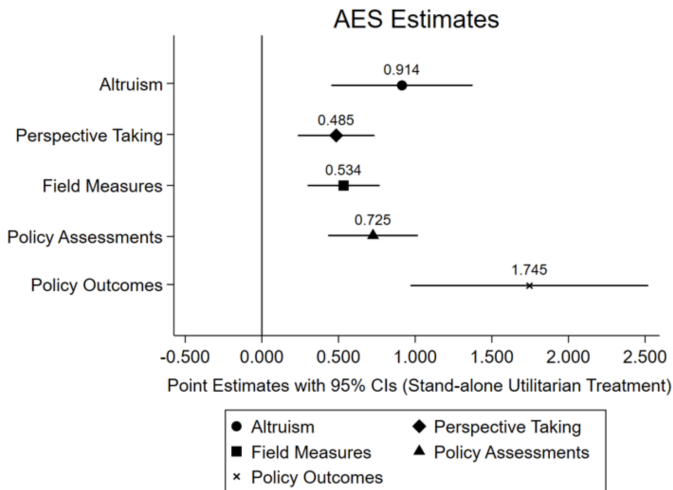 AES Estimates
Altruism
0.914
Perspective Taking
0.485
Field Measures
0.534
Policy Assessments
0.725
Policy Outcomes
1.745
-0.500 0.000 0.500 1.000 1.500 2.000 2.500
Point Estimates with 95% CIs (Stand-alone Utilitarian Treatment)
Altruism Perspective Taking
Field Measures Policy Assessments
Policy Outcomes